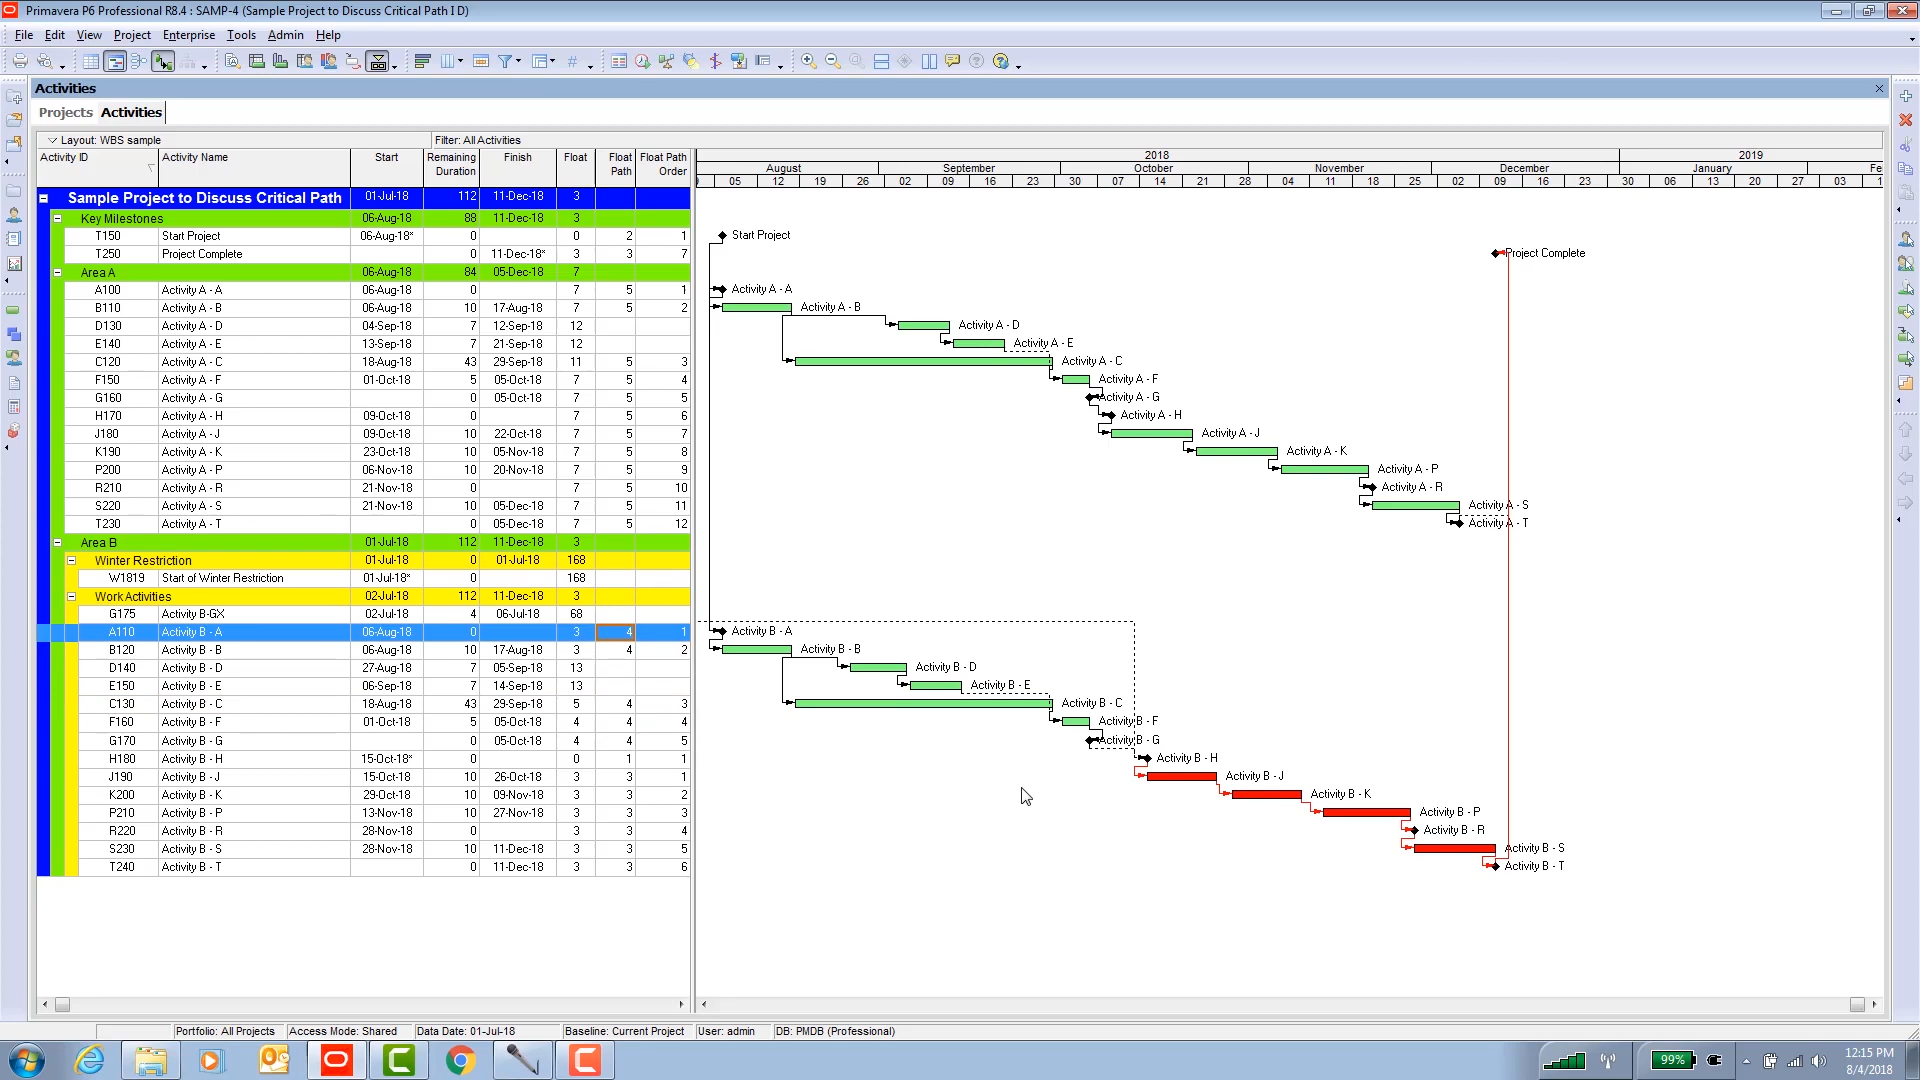 Primavera P6 Professional R8.4 : SAMP-4 (Sample Project to Discuss Critical Path I D)
File Edit View Project Enterprise Tools Admin Help
Activities
Projects Activities
Layout: WBS sample Filter: All Activities
Activity ID Activity Name Start Remaining Duration Finish Float Float Path Float Path Order
2018 2019
August September October November December January Fe
05 12 19 26 02 09 16 23 30 07 14 21 28 04 11 18 25 02 09 16 23 30 06 13 20 27 03 1
Sample Project to Discuss Critical Path 01-Jul-18 112 11-Dec-18 3
Key Milestones 06-Aug-18 88 11-Dec-18 3
T150 Start Project 06-Aug-18* 0 0 2 1 Start Project
T250 Project Complete 0 11-Dec-18* 3 3 7 Project Complete
Area A 06-Aug-18 84 05-Dec-18 7
A100 Activity A - A 06-Aug-18 0 7 5 1 Activity A - A
B110 Activity A - B 06-Aug-18 10 17-Aug-18 7 5 2 Activity A - B
D130 Activity A - D 04-Sep-18 7 12-Sep-18 12 Activity A - D
E140 Activity A - E 13-Sep-18 7 21-Sep-18 12 Activity A - E
C120 Activity A - C 18-Aug-18 43 29-Sep-18 11 5 3 Activity A - C
F150 Activity A - F 01-Oct-18 5 05-Oct-18 7 5 4 Activity A - F
G160 Activity A - G 0 05-Oct-18 7 5 5 Activity A - G
H170 Activity A - H 09-Oct-18 0 7 5 6 Activity A - H
J180 Activity A - J 09-Oct-18 10 22-Oct-18 7 5 7 Activity A - J
K190 Activity A - K 23-Oct-18 10 05-Nov-18 7 5 8 Activity A - K
P200 Activity A - P 06-Nov-18 10 20-Nov-18 7 5 9 Activity A - P
R210 Activity A - R 21-Nov-18 0 7 5 10 Activity A - R
S220 Activity A - S 21-Nov-18 10 05-Dec-18 7 5 11 Activity A - S
T230 Activity A - T 0 05-Dec-18 7 5 12 Activity A - T
Area B 01-Jul-18 112 11-Dec-18 3
Winter Restriction 01-Jul-18 0 01-Jul-18 168
W1819 Start of Winter Restriction 01-Jul-18* 0 168
Work Activities 02-Jul-18 112 11-Dec-18 3
G175 Activity B-GX 02-Jul-18 4 06-Jul-18 68
A110 Activity B - A 06-Aug-18 0 3 4 1 Activity B - A
B120 Activity B - B 06-Aug-18 10 17-Aug-18 3 4 2 Activity B - B
D140 Activity B - D 27-Aug-18 7 05-Sep-18 13 Activity B - D
E150 Activity B - E 06-Sep-18 7 14-Sep-18 13 Activity B - E
C130 Activity B - C 18-Aug-18 43 29-Sep-18 5 4 3 Activity B - C
F160 Activity B - F 01-Oct-18 5 05-Oct-18 4 4 4 Activity B - F
G170 Activity B - G 0 05-Oct-18 4 4 5 Activity B - G
H180 Activity B - H 15-Oct-18* 0 0 1 1 Activity B - H
J190 Activity B - J 15-Oct-18 10 26-Oct-18 3 3 1 Activity B - J
K200 Activity B - K 29-Oct-18 10 09-Nov-18 3 3 2 Activity B - K
P210 Activity B - P 13-Nov-18 10 27-Nov-18 3 3 3 Activity B - P
R220 Activity B - R 28-Nov-18 0 3 3 4 Activity B - R
S230 Activity B - S 28-Nov-18 10 11-Dec-18 3 3 5 Activity B - S
T240 Activity B - T 0 11-Dec-18 3 3 6 Activity B - T
Portfolio: All Projects Access Mode: Shared Data Date: 01-Jul-18 Baseline: Current Project User: admin DB: PMDB (Professional)
99% 12:15 PM
8/4/2018